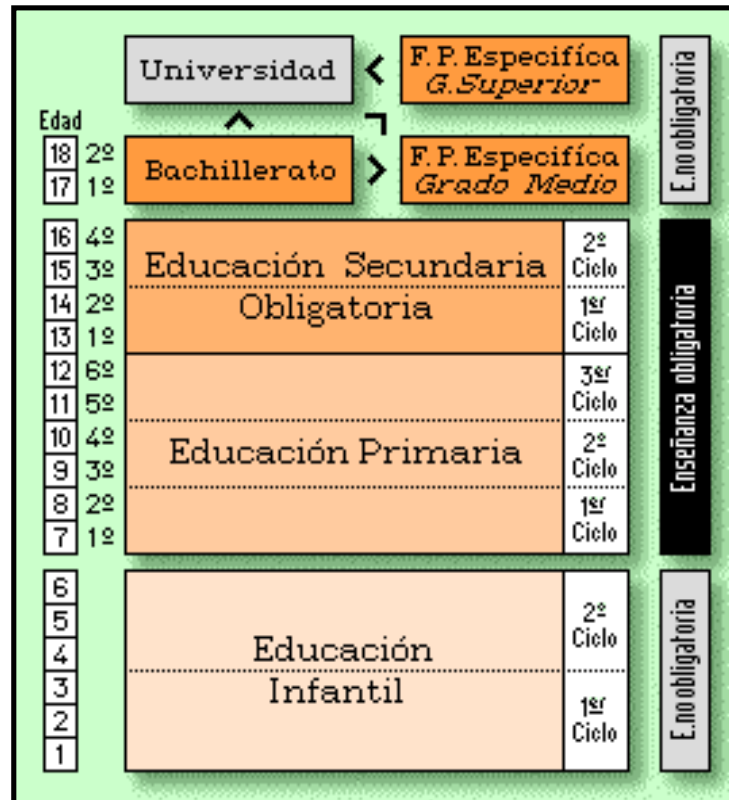 Universidad
F.P. Especifíca
G.Superior
Edad
18 2º
17 1º
Bachillerato
F.P. Especifíca
Grado Medio
E.no obligatoria
16 4º
15 3º
14 2º
13 1º
Educación Secundaria
Obligatoria
2º
Ciclo
1er
Ciclo
12 6º
11 5º
10 4º
9 3º
8 2º
7 1º
Educación Primaria
3er
Ciclo
2º
Ciclo
1er
Ciclo
Enseñanza obligatoria
6
5
4
3
2
1
Educación
Infantil
2º
Ciclo
1er
Ciclo
E.no obligatoria